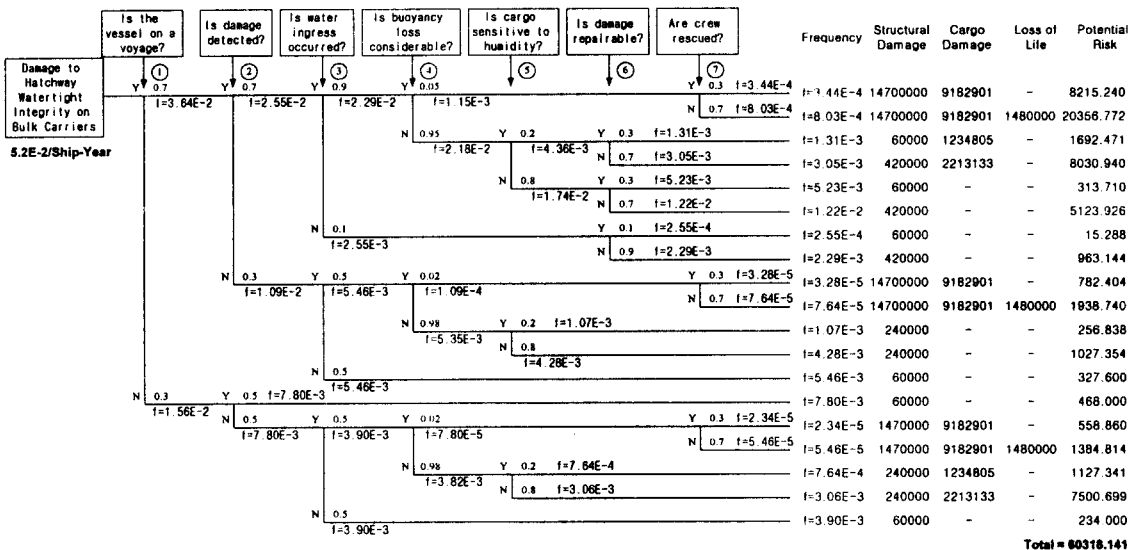 Is the vessel on a voyage?
Is damage detected?
Is water ingress occurred?
Is buoyancy loss considerable?
Is cargo sensitive to humidity?
Is damage repairable?
Are crew rescued?
Frequency Structural Damage Cargo Damage Loss of Life Potential Risk
Damage to Hatchway Watertight Integrity on Bulk Carriers
5.2E-2/Ship-Year
1 2 3 4 5 6 7
Y 0.7 Y 0.7 Y 0.9 Y 0.05 Y 0.3 f=3.44E-4 f=3.44E-4 14700000 9182901 - 8215.240
f=3.64E-2 f=2.55E-2 f=2.29E-2 f=1.15E-3
N 0.7 f=8.03E-4 f=8.03E-4 14700000 9182901 1480000 20356.772
N 0.95 Y 0.2 Y 0.3 f=1.31E-3 f=1.31E-3 60000 1234805 - 1692.471
f=2.18E-2 f=4.36E-3
N 0.7 f=3.05E-3 f=3.05E-3 420000 2213133 - 8030.940
N 0.8 Y 0.3 f=5.23E-3 f=5.23E-3 60000 - - 313.710
f=1.74E-2
N 0.7 f=1.22E-2 f=1.22E-2 420000 - - 5123.926
N 0.1 Y 0.1 f=2.55E-4 f=2.55E-4 60000 - - 15.288
f=2.55E-3
N 0.9 f=2.29E-3 f=2.29E-3 420000 - - 963.144
N 0.3 Y 0.5 Y 0.02 Y 0.3 f=3.28E-5 f=3.28E-5 14700000 9182901 - 782.404
f=1.09E-2 f=5.46E-3 f=1.09E-4
N 0.7 f=7.64E-5 f=7.64E-5 14700000 9182901 1480000 1938.740
N 0.98 Y 0.2 f=1.07E-3 f=1.07E-3 240000 - - 256.838
f=5.35E-3
N 0.8 f=4.28E-3 f=4.28E-3 240000 - - 1027.354
N 0.5 f=5.46E-3 f=5.46E-3 60000 - - 327.600
N 0.3 Y 0.5 f=7.80E-3 f=7.80E-3 60000 - - 468.000
f=1.56E-2
N 0.5 Y 0.5 Y 0.02 Y 0.3 f=2.34E-5 f=2.34E-5 1470000 9182901 - 558.860
f=7.80E-3 f=3.90E-3 f=7.80E-5
N 0.7 f=5.46E-5 f=5.46E-5 1470000 9182901 1480000 1384.814
N 0.98 Y 0.2 f=7.64E-4 f=7.64E-4 240000 1234805 - 1127.341
f=3.82E-3
N 0.8 f=3.06E-3 f=3.06E-3 240000 2213133 - 7500.699
N 0.5 f=3.90E-3 f=3.90E-3 60000 - - 234.000
Total = 60318.141